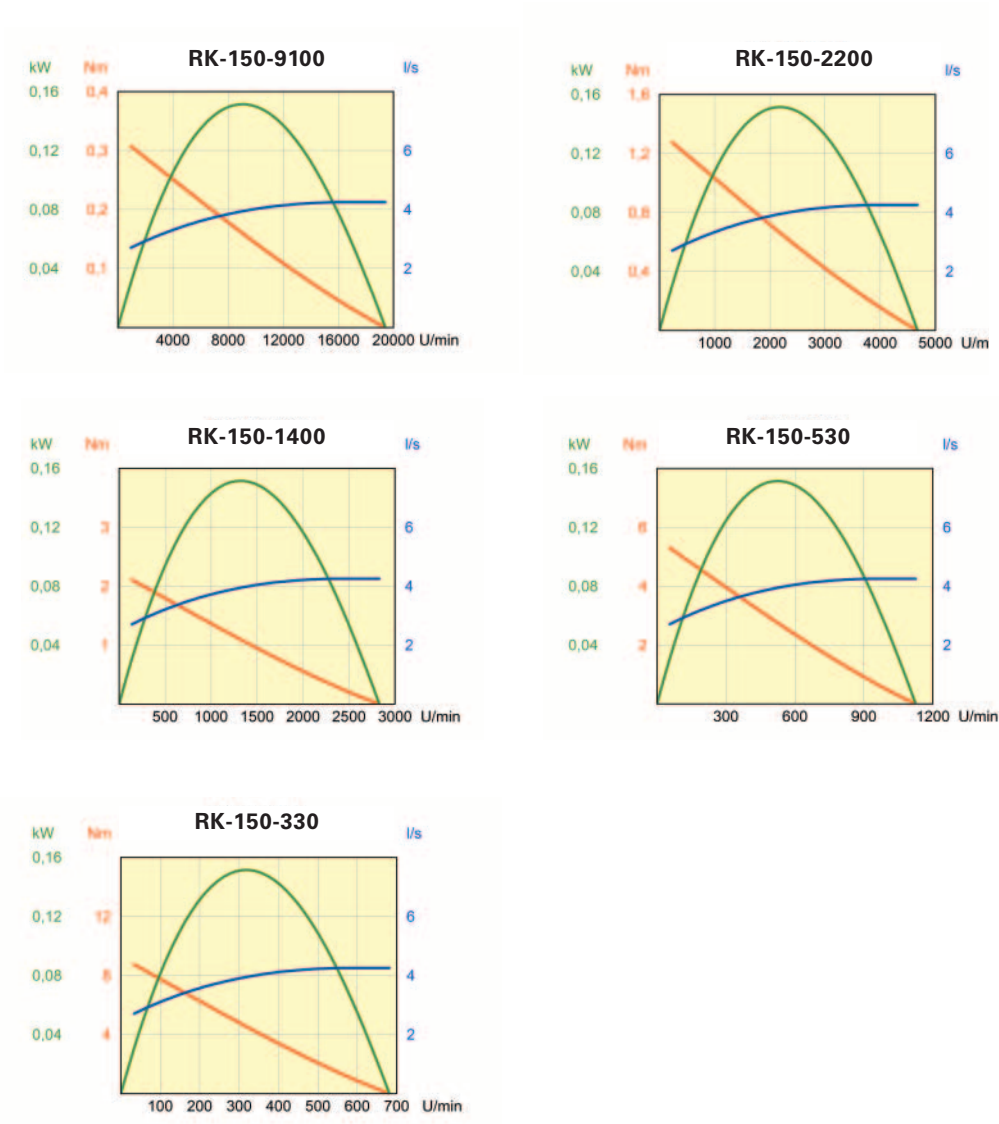 RK-150-9100
kW Nm l/s
0,16 0,4
0,12 0,3 6
0,08 0,2 4
0,04 0,1 2
4000 8000 12000 16000 20000 U/min
RK-150-2200
kW Nm l/s
0,16 1,6
0,12 1,2 6
0,08 0,8 4
0,04 0,4 2
1000 2000 3000 4000 5000 U/m
RK-150-1400
kW Nm l/s
0,16
0,12 3 6
0,08 2 4
0,04 1 2
500 1000 1500 2000 2500 3000 U/min
RK-150-530
kW Nm l/s
0,16
0,12 6 6
0,08 4 4
0,04 2 2
300 600 900 1200 U/min
RK-150-330
kW Nm l/s
0,16
0,12 12 6
0,08 8 4
0,04 4 2
100 200 300 400 500 600 700 U/min